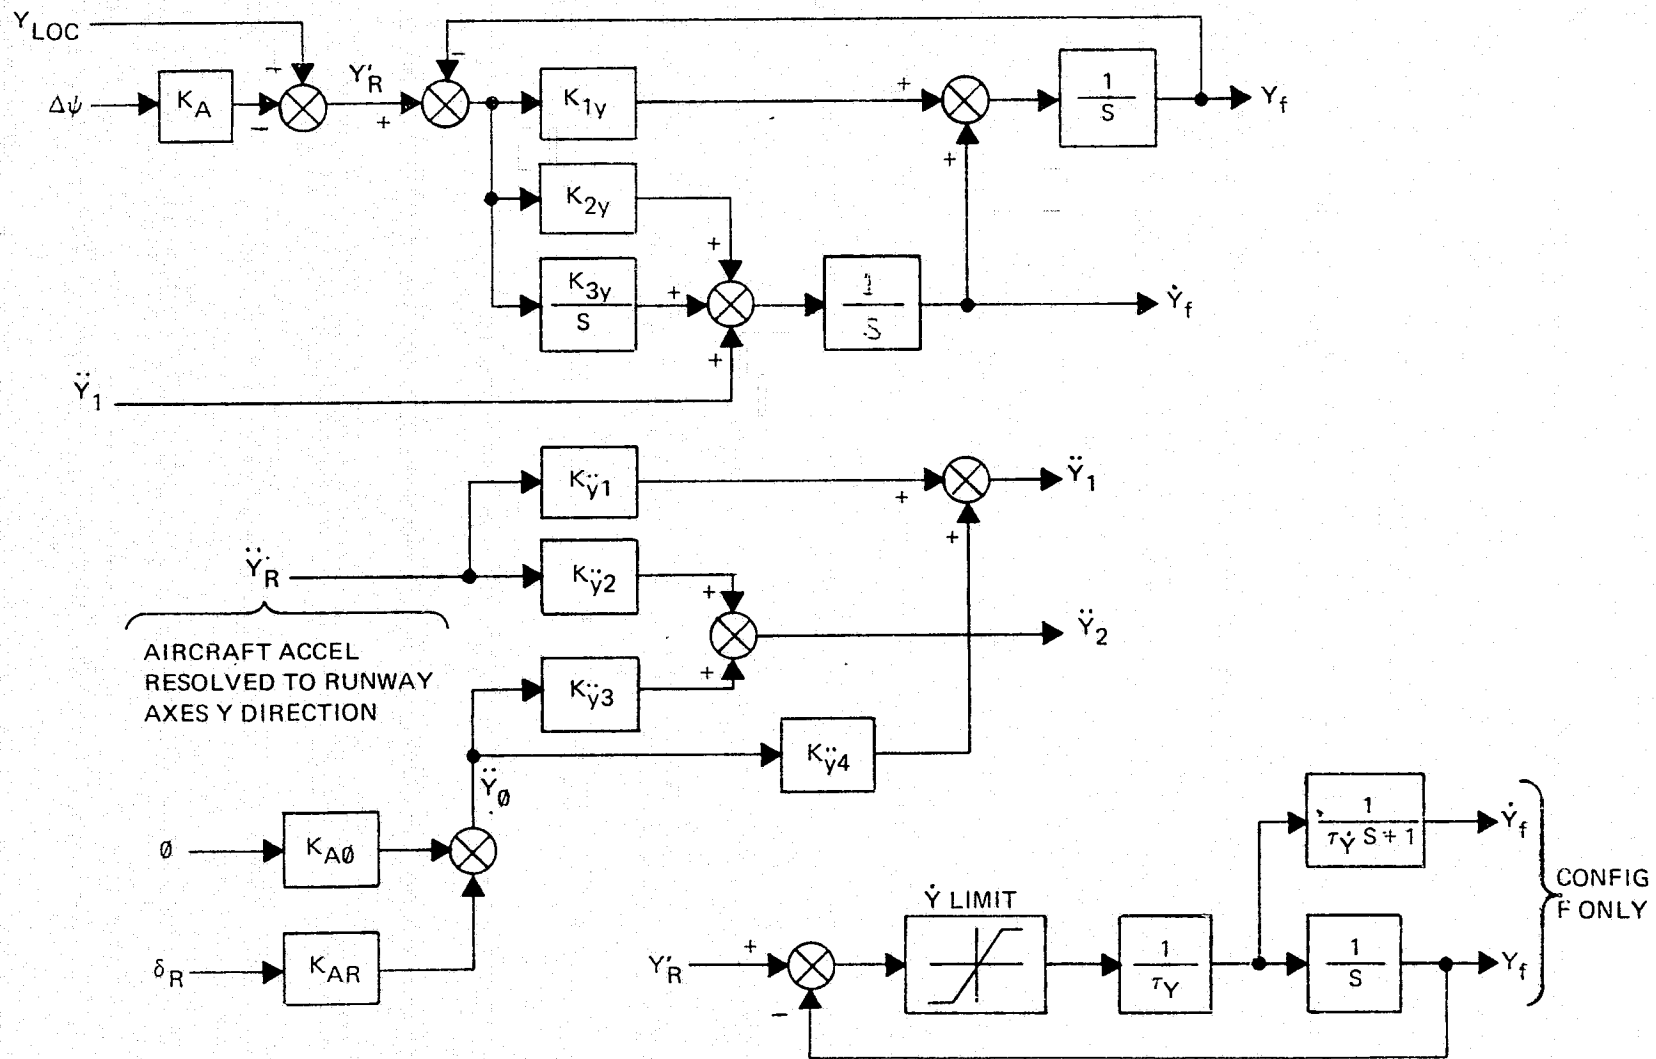 Y_LOC
Δψ
K_A
−
−
Y'_R
+
−
K_1y
+
1
S
Y_f
+
K_2y
+
K_3y
S
+
1
S
Ẏ_f
+
Ÿ_1
K_ÿ1
+
Ÿ_1
+
Ÿ_R
K_ÿ2
+
Ÿ_2
AIRCRAFT ACCEL
RESOLVED TO RUNWAY
AXES Y DIRECTION
K_ÿ3
+
K_ÿ4
Ÿ_Ø
Ø
K_AØ
δ_R
K_AR
1
τ_Ẏ S + 1
Ẏ_f
CONFIG
F ONLY
Ẏ LIMIT
Y'_R
+
−
1
τ_Y
1
S
Y_f